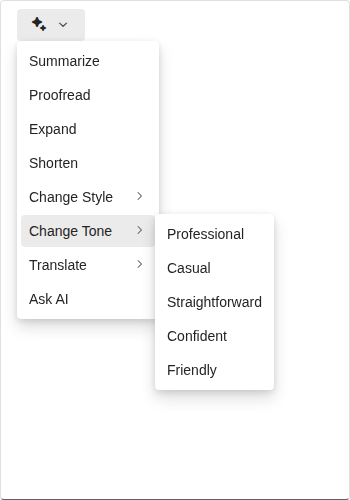 Summarize
Proofread
Expand
Shorten
Change Style
Change Tone
Translate
Ask AI
Professional
Casual
Straightforward
Confident
Friendly